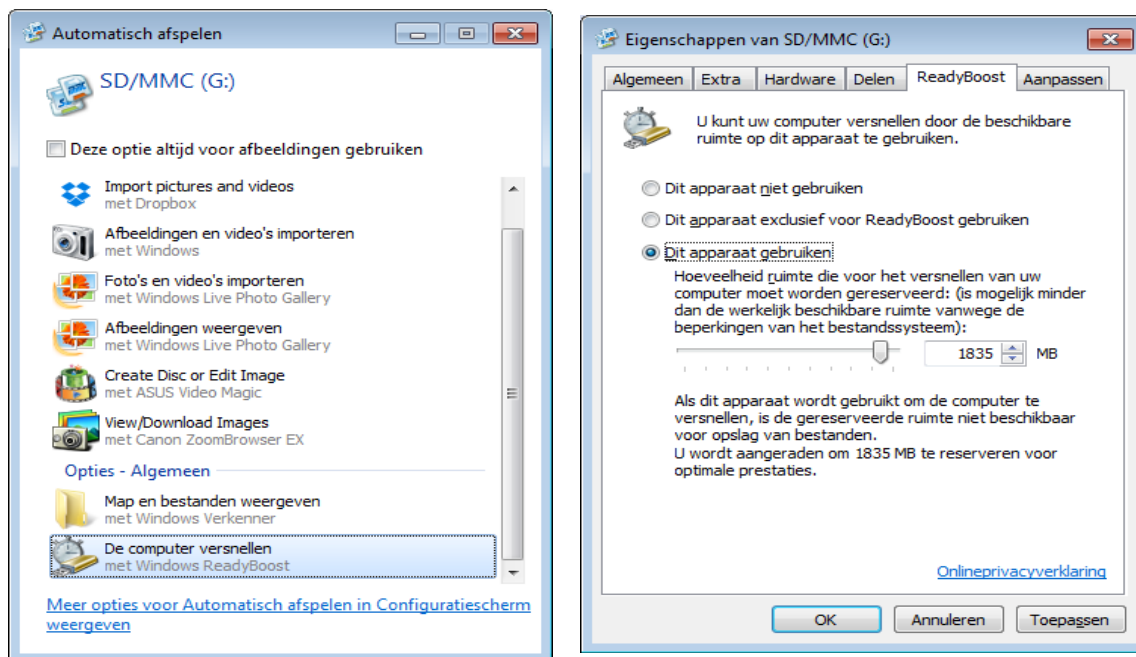 Automatisch afspelen
SD/MMC (G:)
Deze optie altijd voor afbeeldingen gebruiken
Import pictures and videos
met Dropbox
Afbeeldingen en video's importeren
met Windows
Foto's en video's importeren
met Windows Live Photo Gallery
Afbeeldingen weergeven
met Windows Live Photo Gallery
Create Disc or Edit Image
met ASUS Video Magic
View/Download Images
met Canon ZoomBrowser EX
Opties - Algemeen
Map en bestanden weergeven
met Windows Verkenner
De computer versnellen
met Windows ReadyBoost
Meer opties voor Automatisch afspelen in Configuratiescherm
weergeven
Eigenschappen van SD/MMC (G:)
Algemeen Extra Hardware Delen ReadyBoost Aanpassen
U kunt uw computer versnellen door de beschikbare
ruimte op dit apparaat te gebruiken.
Dit apparaat niet gebruiken
Dit apparaat exclusief voor ReadyBoost gebruiken
Dit apparaat gebruiken
Hoeveelheid ruimte die voor het versnellen van uw
computer moet worden gereserveerd: (is mogelijk minder
dan de werkelijk beschikbare ruimte vanwege de
beperkingen van het bestandssysteem):
1835 MB
Als dit apparaat wordt gebruikt om de computer te
versnellen, is de gereserveerde ruimte niet beschikbaar
voor opslag van bestanden.
U wordt aangeraden om 1835 MB te reserveren voor
optimale prestaties.
Onlineprivacyverklaring
OK Annuleren Toepassen